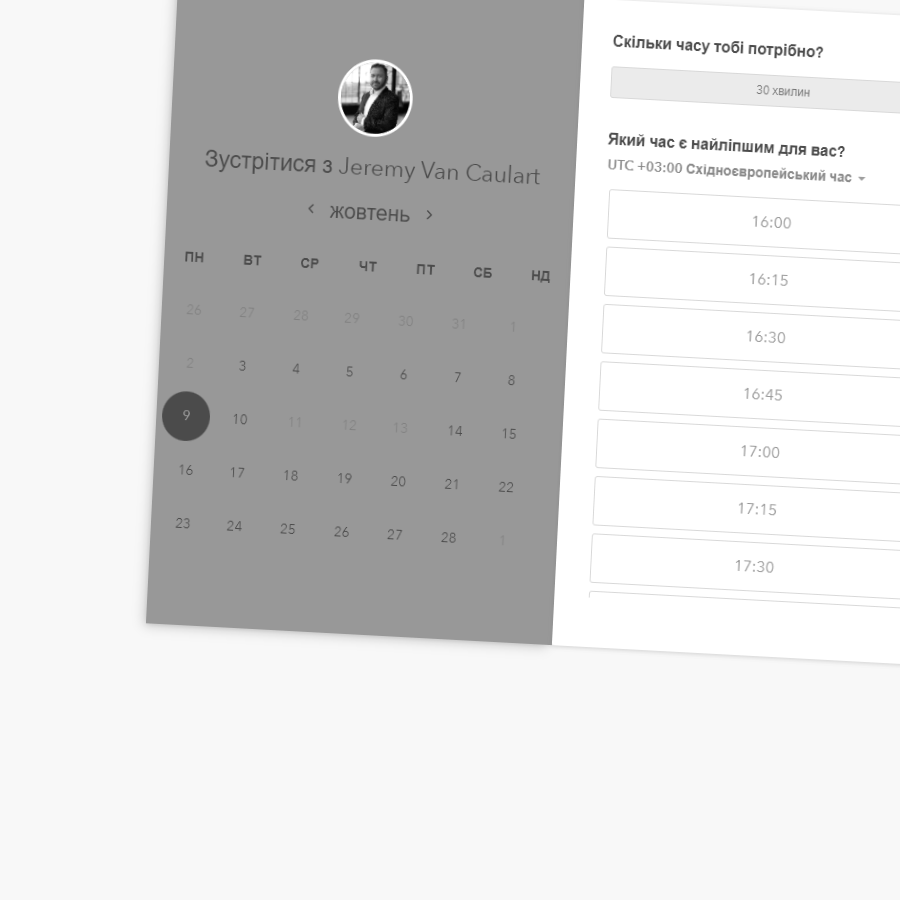 Зустрітися з Jeremy Van Caulart
жовтень
ПН ВТ СР ЧТ ПТ СБ НД
26 27 28 29 30 31 1
2 3 4 5 6 7 8
9 10 11 12 13 14 15
16 17 18 19 20 21 22
23 24 25 26 27 28 1
Скільки часу тобі потрібно?
30 хвилин
Який час є найліпшим для вас?
UTC +03:00 Східноєвропейський час
16:00
16:15
16:30
16:45
17:00
17:15
17:30